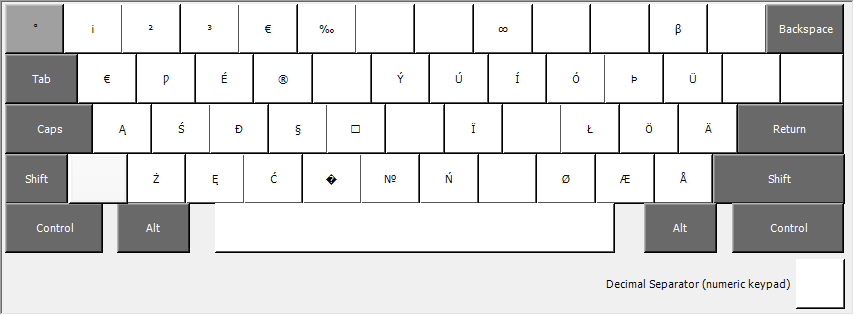 ° ¡ ² ³ € ‰ ∞ β Backspace
Tab € Ƿ É ® Ý Ú Í Ó Þ Ü
Caps Ą Ś Đ § □ Ï Ł Ö Ä Return
Shift Ż Ę Ć � № Ń Ø Æ Å Shift
Control Alt Alt Control
Decimal Separator (numeric keypad)